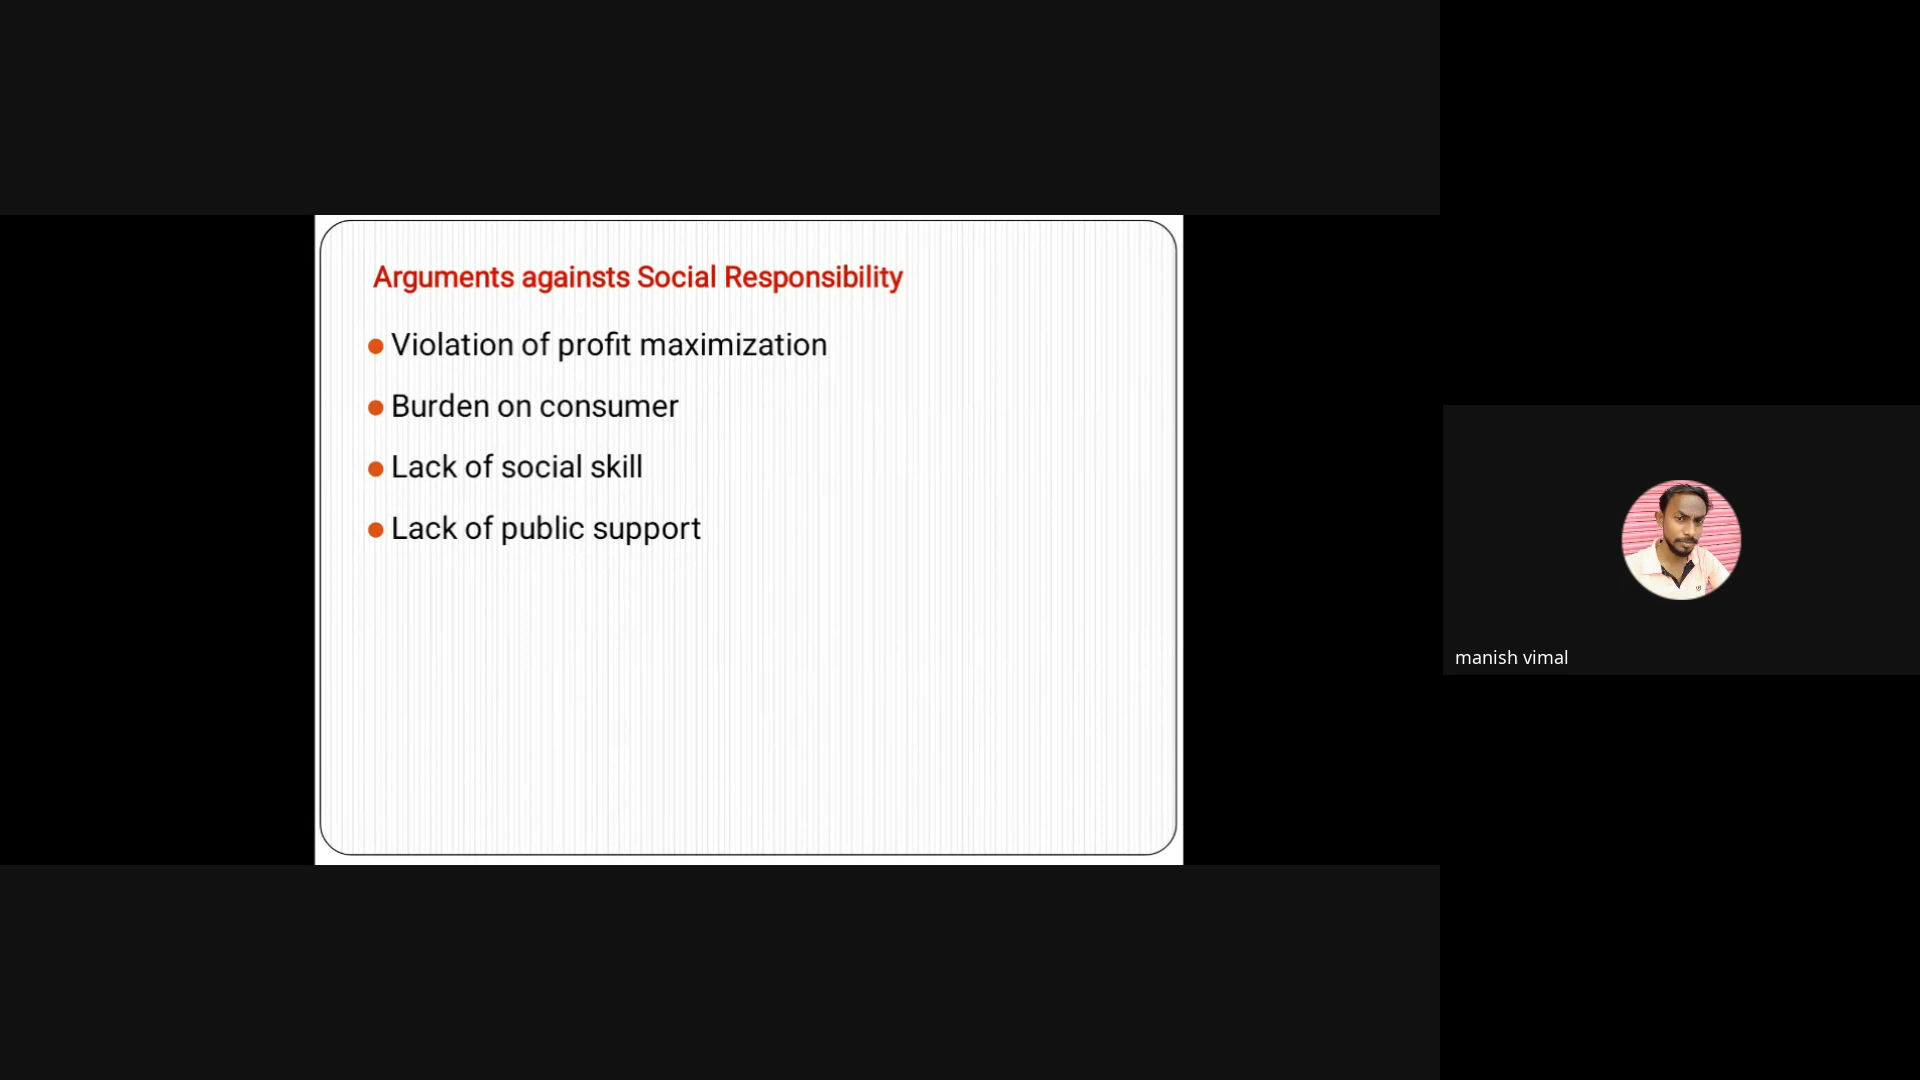 Arguments againsts Social Responsibility
Violation of profit maximization
Burden on consumer
Lack of social skill
Lack of public support
manish vimal